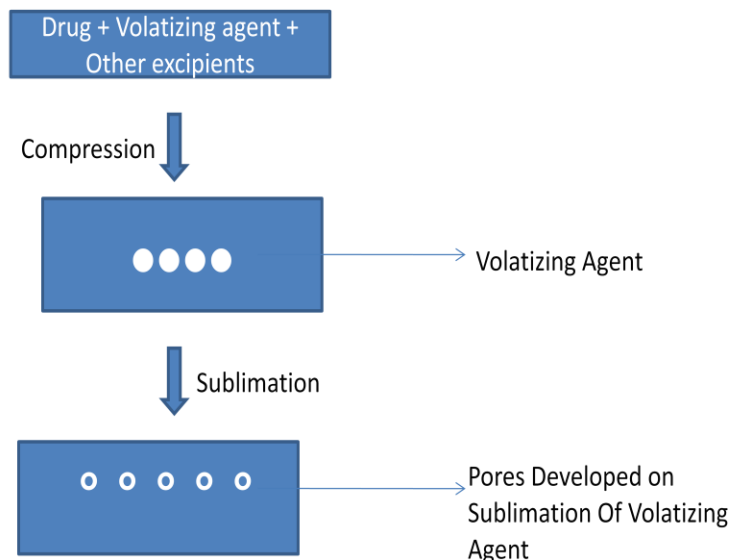 Drug + Volatizing agent +
Other excipients
Compression
Volatizing Agent
Sublimation
Pores Developed on
Sublimation Of Volatizing
Agent